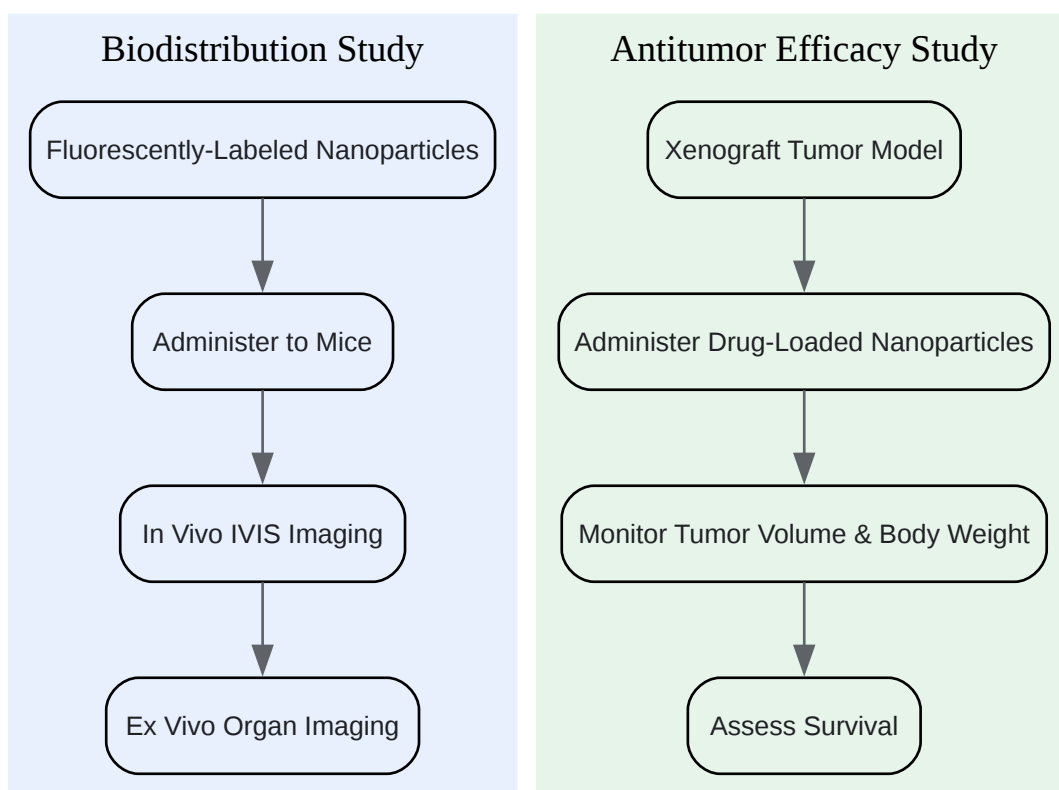 Biodistribution Study
Fluorescently-Labeled Nanoparticles
Administer to Mice
In Vivo IVIS Imaging
Ex Vivo Organ Imaging
Antitumor Efficacy Study
Xenograft Tumor Model
Administer Drug-Loaded Nanoparticles
Monitor Tumor Volume & Body Weight
Assess Survival